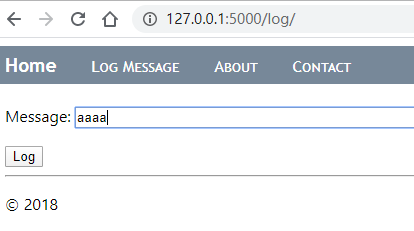 127.0.0.1:5000/log/
Home Log Message About Contact
Message: aaaa
Log
© 2018